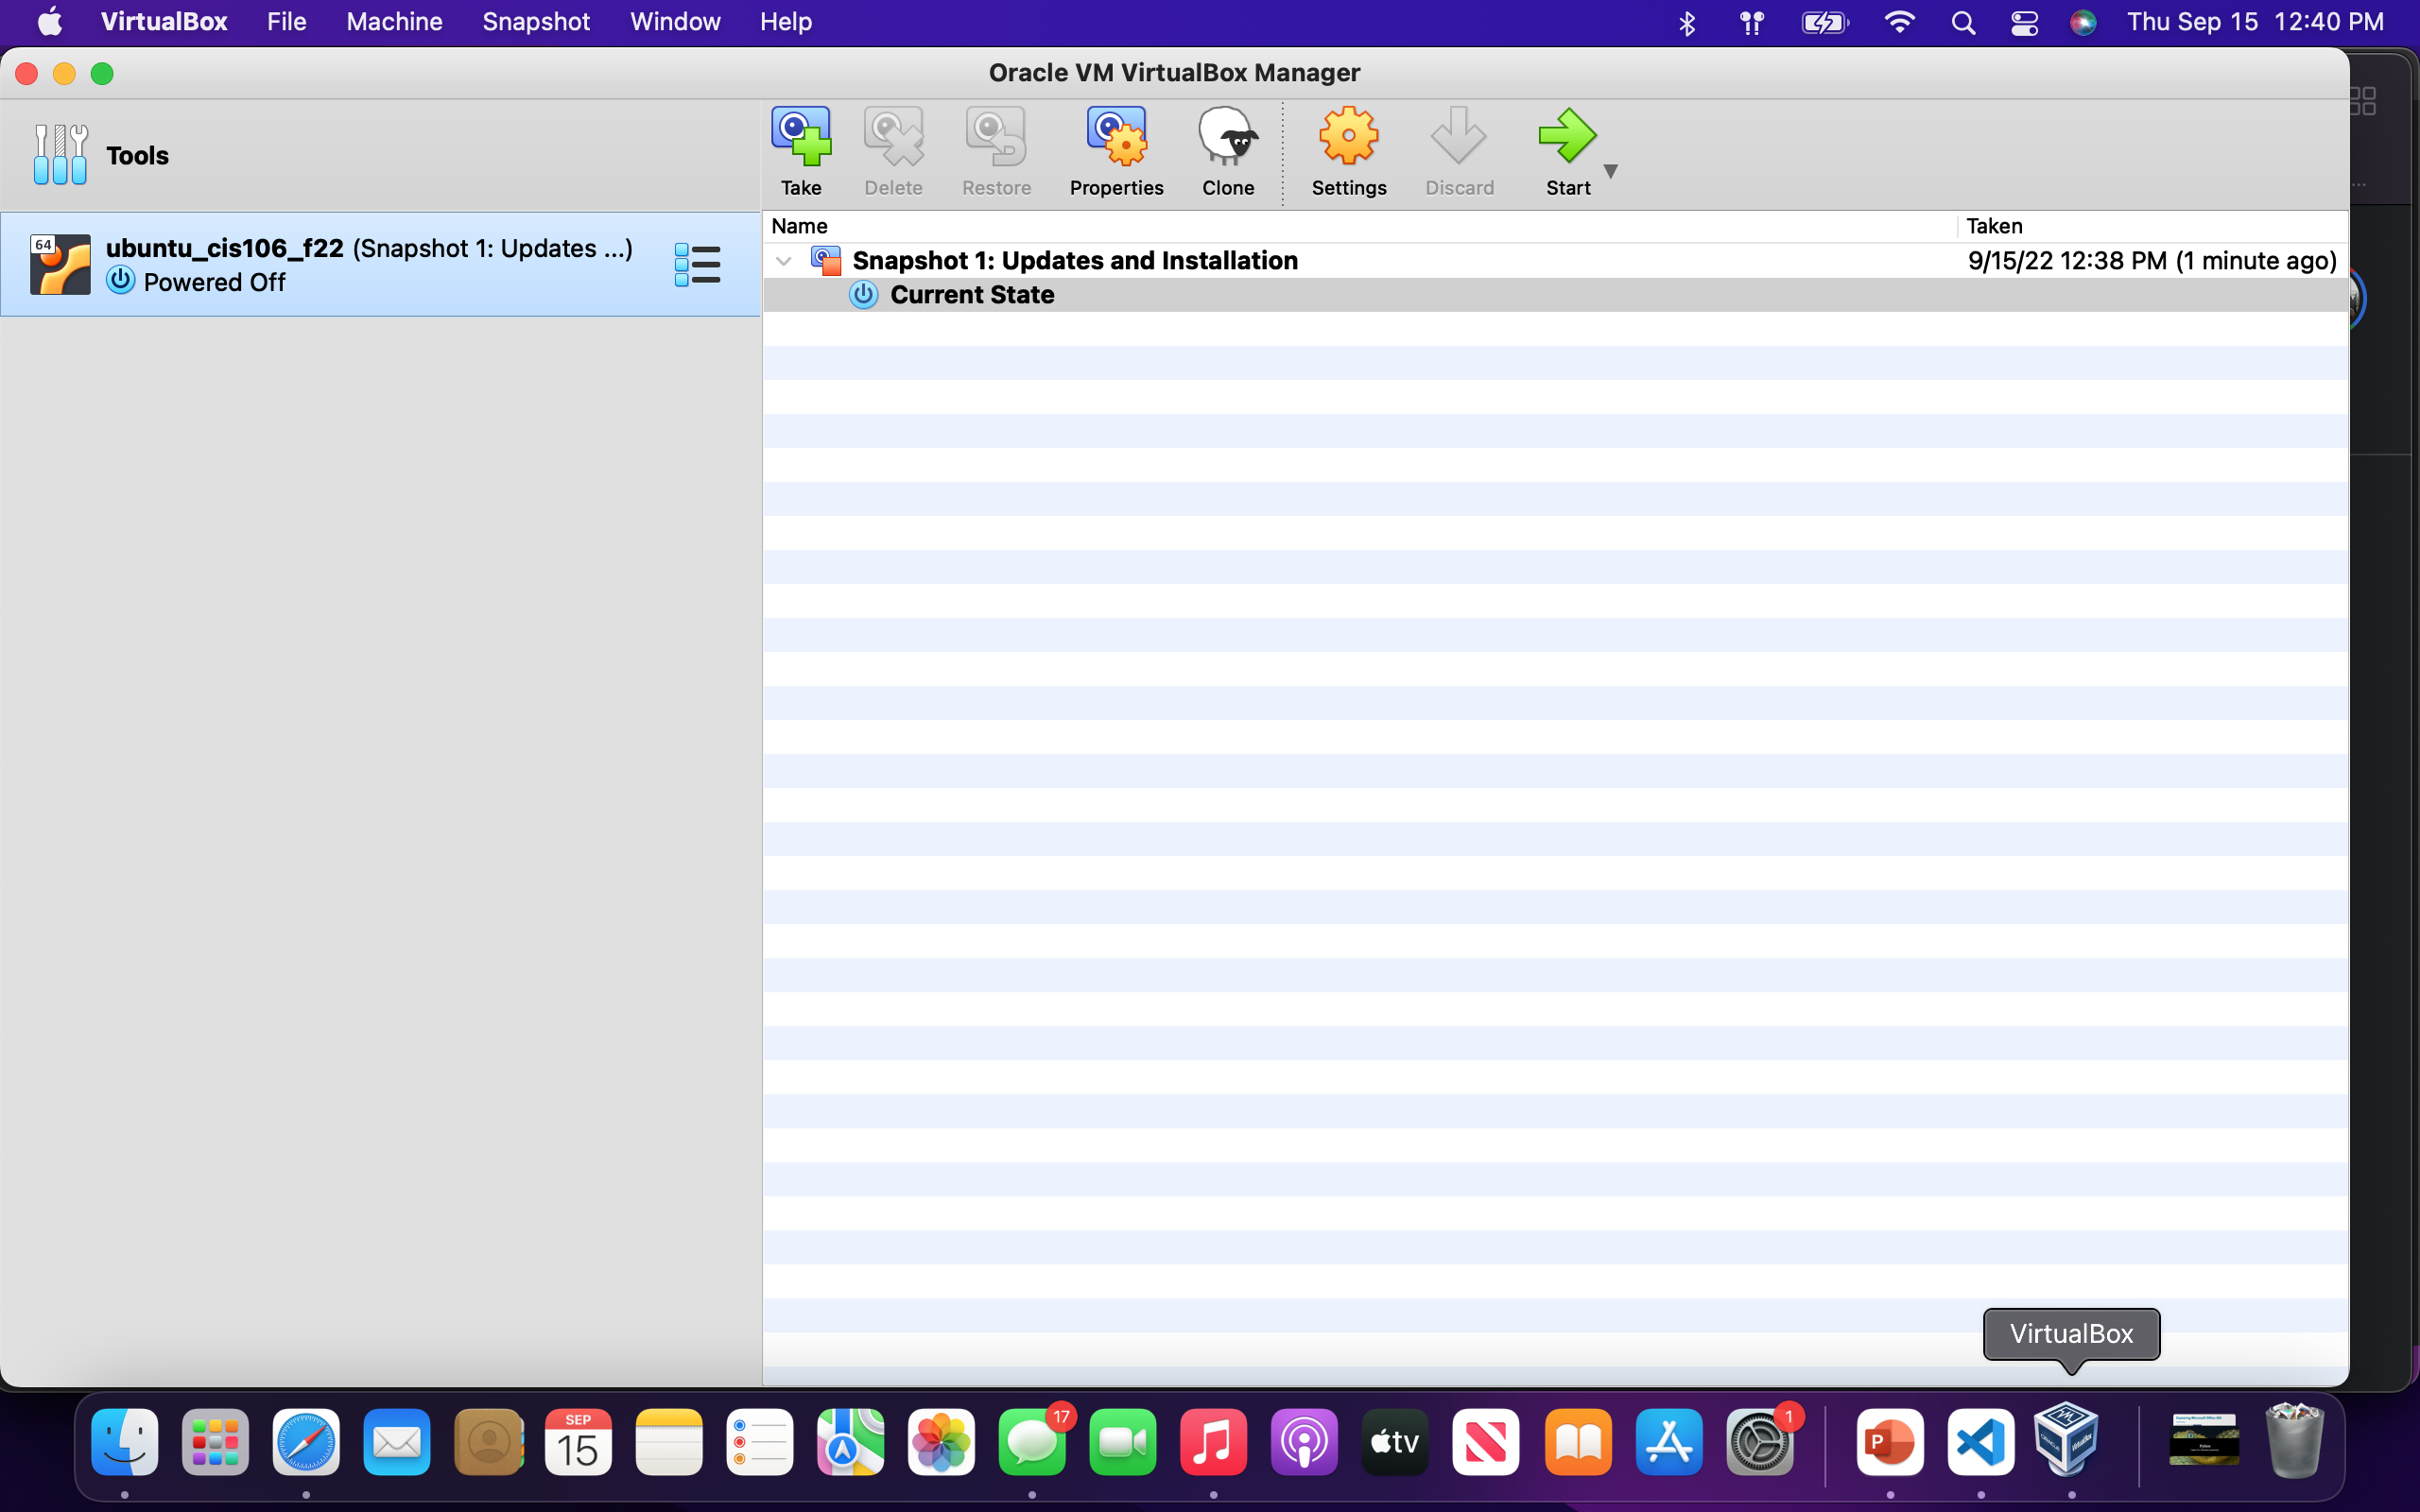 VirtualBox File Machine Snapshot Window Help Thu Sep 15 12:40 PM
Oracle VM VirtualBox Manager
Tools
Take Delete Restore Properties Clone Settings Discard Start
Name Taken
64 ubuntu_cis106_f22 (Snapshot 1: Updates ...)
Powered Off
Snapshot 1: Updates and Installation 9/15/22 12:38 PM (1 minute ago)
Current State
VirtualBox
SEP
15
17
tv
1
P